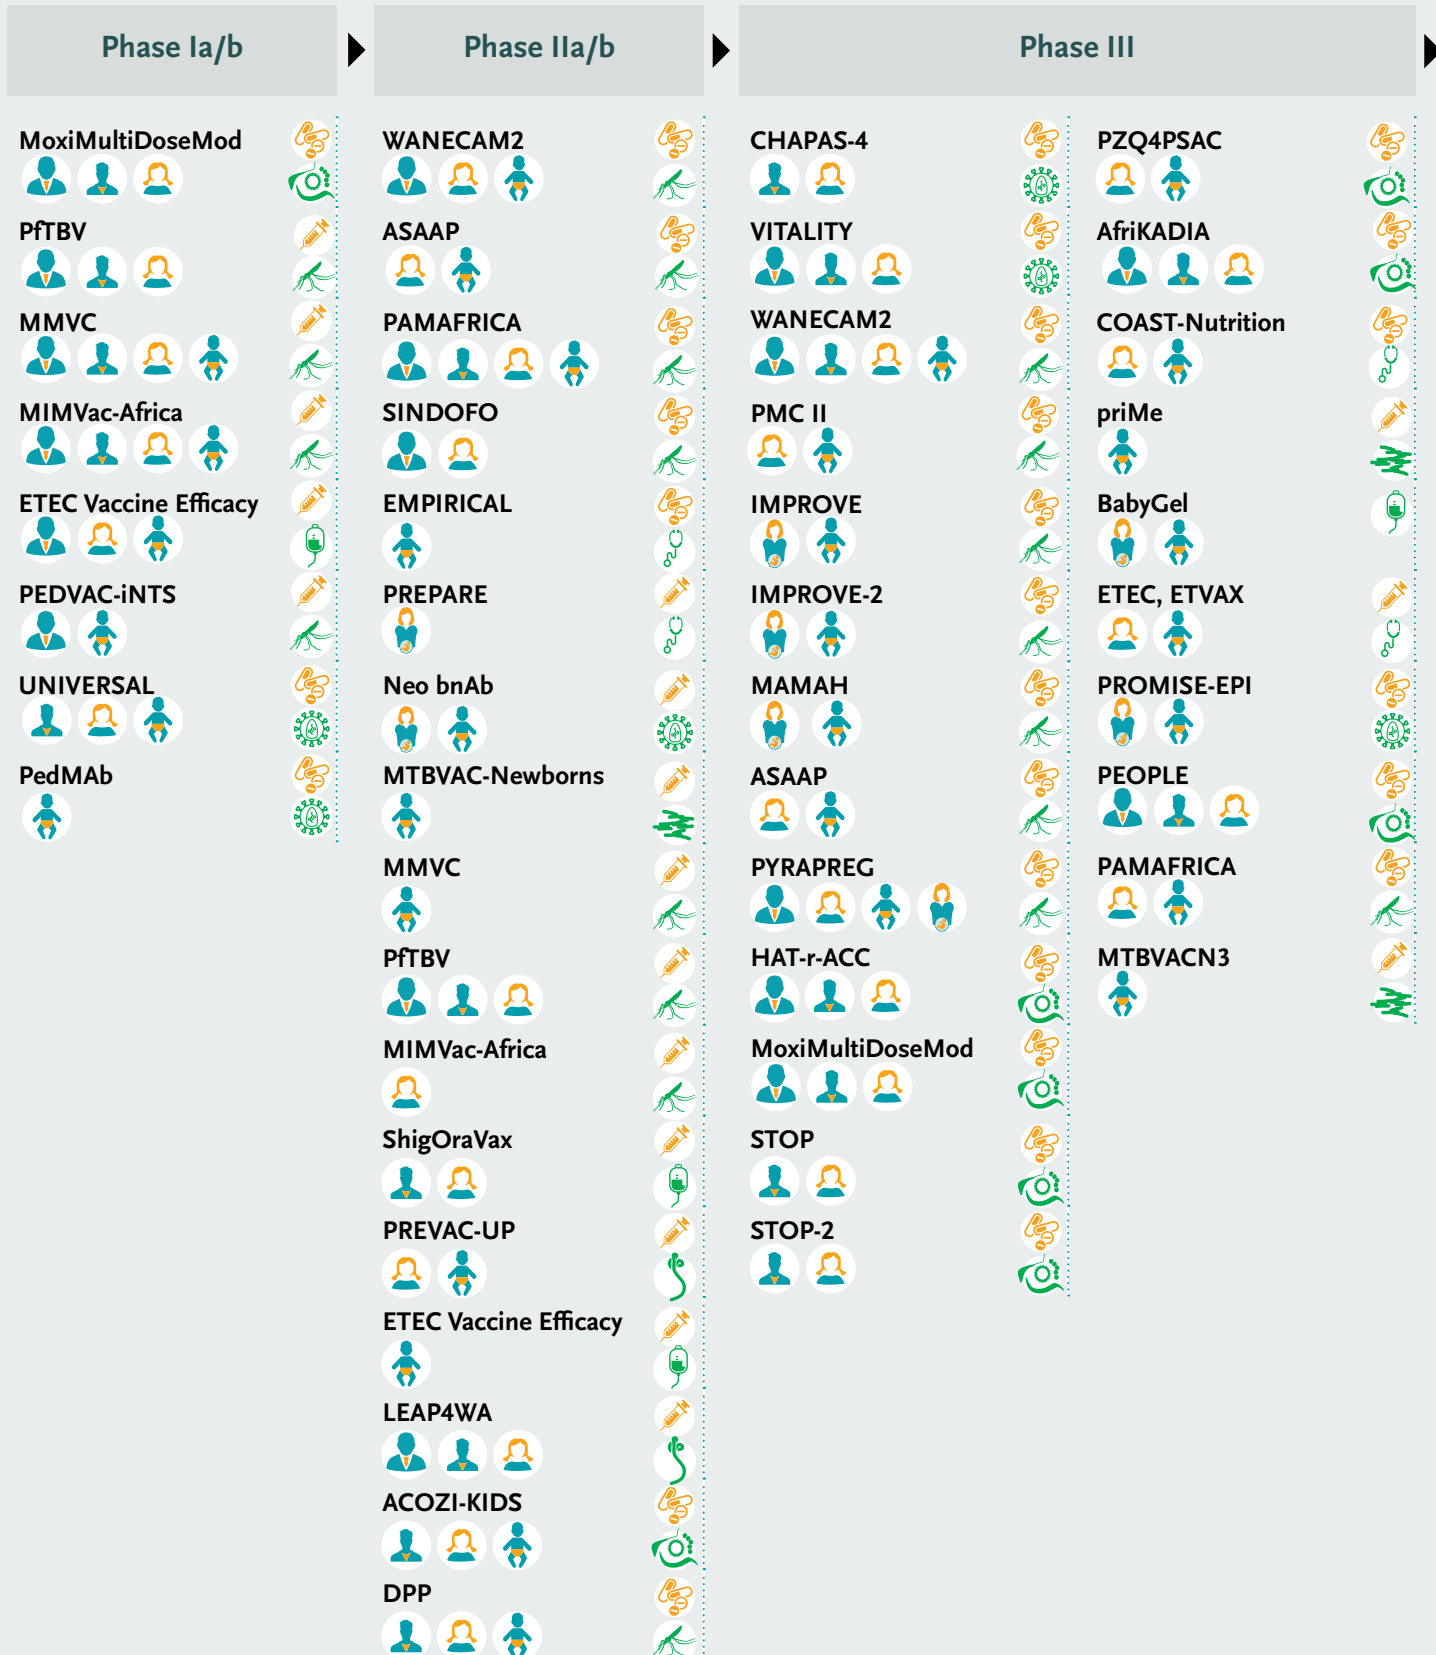 Phase Ia/b
MoxiMultiDoseMod
PfTBV
MMVC
MIMVac-Africa
ETEC Vaccine Efficacy
PEDVAC-iNTS
UNIVERSAL
PedMAb
Phase IIa/b
WANECAM2
ASAAP
PAMAFRICA
SINDOFO
EMPIRICAL
PREPARE
Neo bnAb
MTBVAC-Newborns
MMVC
PfTBV
MIMVac-Africa
ShigOraVax
PREVAC-UP
ETEC Vaccine Efficacy
LEAP4WA
ACOZI-KIDS
DPP
Phase III
CHAPAS-4
VITALITY
WANECAM2
PMC II
IMPROVE
IMPROVE-2
MAMAH
ASAAP
PYRAPREG
HAT-r-ACC
MoxiMultiDoseMod
STOP
STOP-2
PZQ4PSAC
AfriKADIA
COAST-Nutrition
priMe
BabyGel
ETEC, ETVAX
PROMISE-EPI
PEOPLE
PAMAFRICA
MTBVACN3